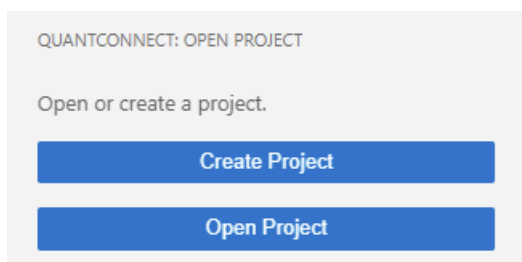 QUANTCONNECT: OPEN PROJECT
Open or create a project.
Create Project
Open Project